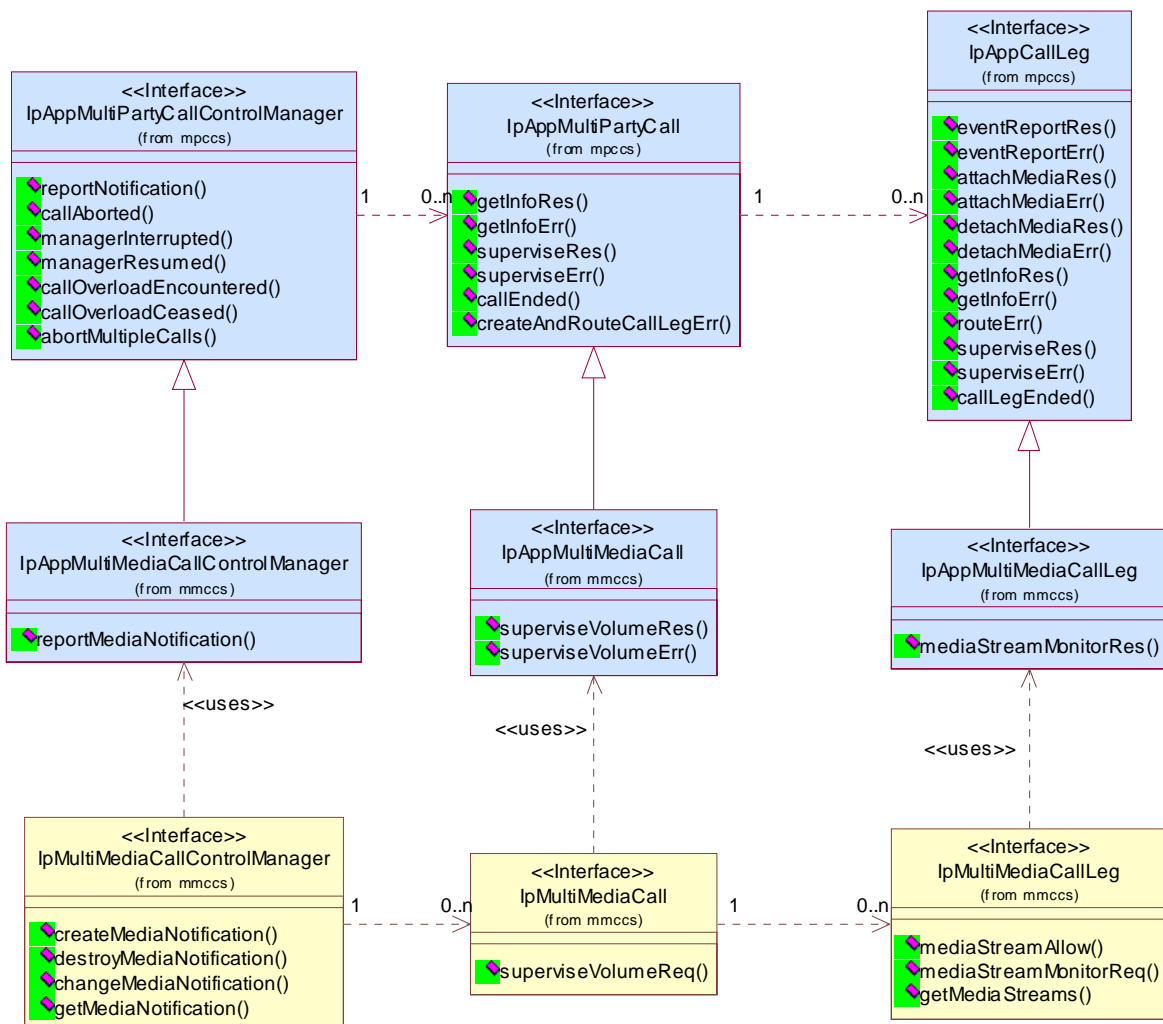 <<Interface>>
IpAppMultiPartyCallControlManager
(from mpccs)
reportNotification()
callAborted()
managerInterrupted()
managerResumed()
callOverloadEncountered()
callOverloadCeased()
abortMultipleCalls()
1
0..n
<<Interface>>
IpAppMultiPartyCall
(from mpccs)
getInfoRes()
getInfoErr()
superviseRes()
superviseErr()
callEnded()
createAndRouteCallLegErr()
1
0..n
<<Interface>>
IpAppCallLeg
(from mpccs)
eventReportRes()
eventReportErr()
attachMediaRes()
attachMediaErr()
detachMediaRes()
detachMediaErr()
getInfoRes()
getInfoErr()
routeErr()
superviseRes()
superviseErr()
callLegEnded()
<<Interface>>
IpAppMultiMediaCallControlManager
(from mmccs)
reportMediaNotification()
<<Interface>>
IpAppMultiMediaCall
(from mmccs)
superviseVolumeRes()
superviseVolumeErr()
<<Interface>>
IpAppMultiMediaCallLeg
(from mmccs)
mediaStreamMonitorRes()
<<uses>>
<<uses>>
<<uses>>
<<Interface>>
IpMultiMediaCallControlManager
(from mmccs)
createMediaNotification()
destroyMediaNotification()
changeMediaNotification()
getMediaNotification()
1
0..n
<<Interface>>
IpMultiMediaCall
(from mmccs)
superviseVolumeReq()
1
0..n
<<Interface>>
IpMultiMediaCallLeg
(from mmccs)
mediaStreamAllow()
mediaStreamMonitorReq()
getMediaStreams()